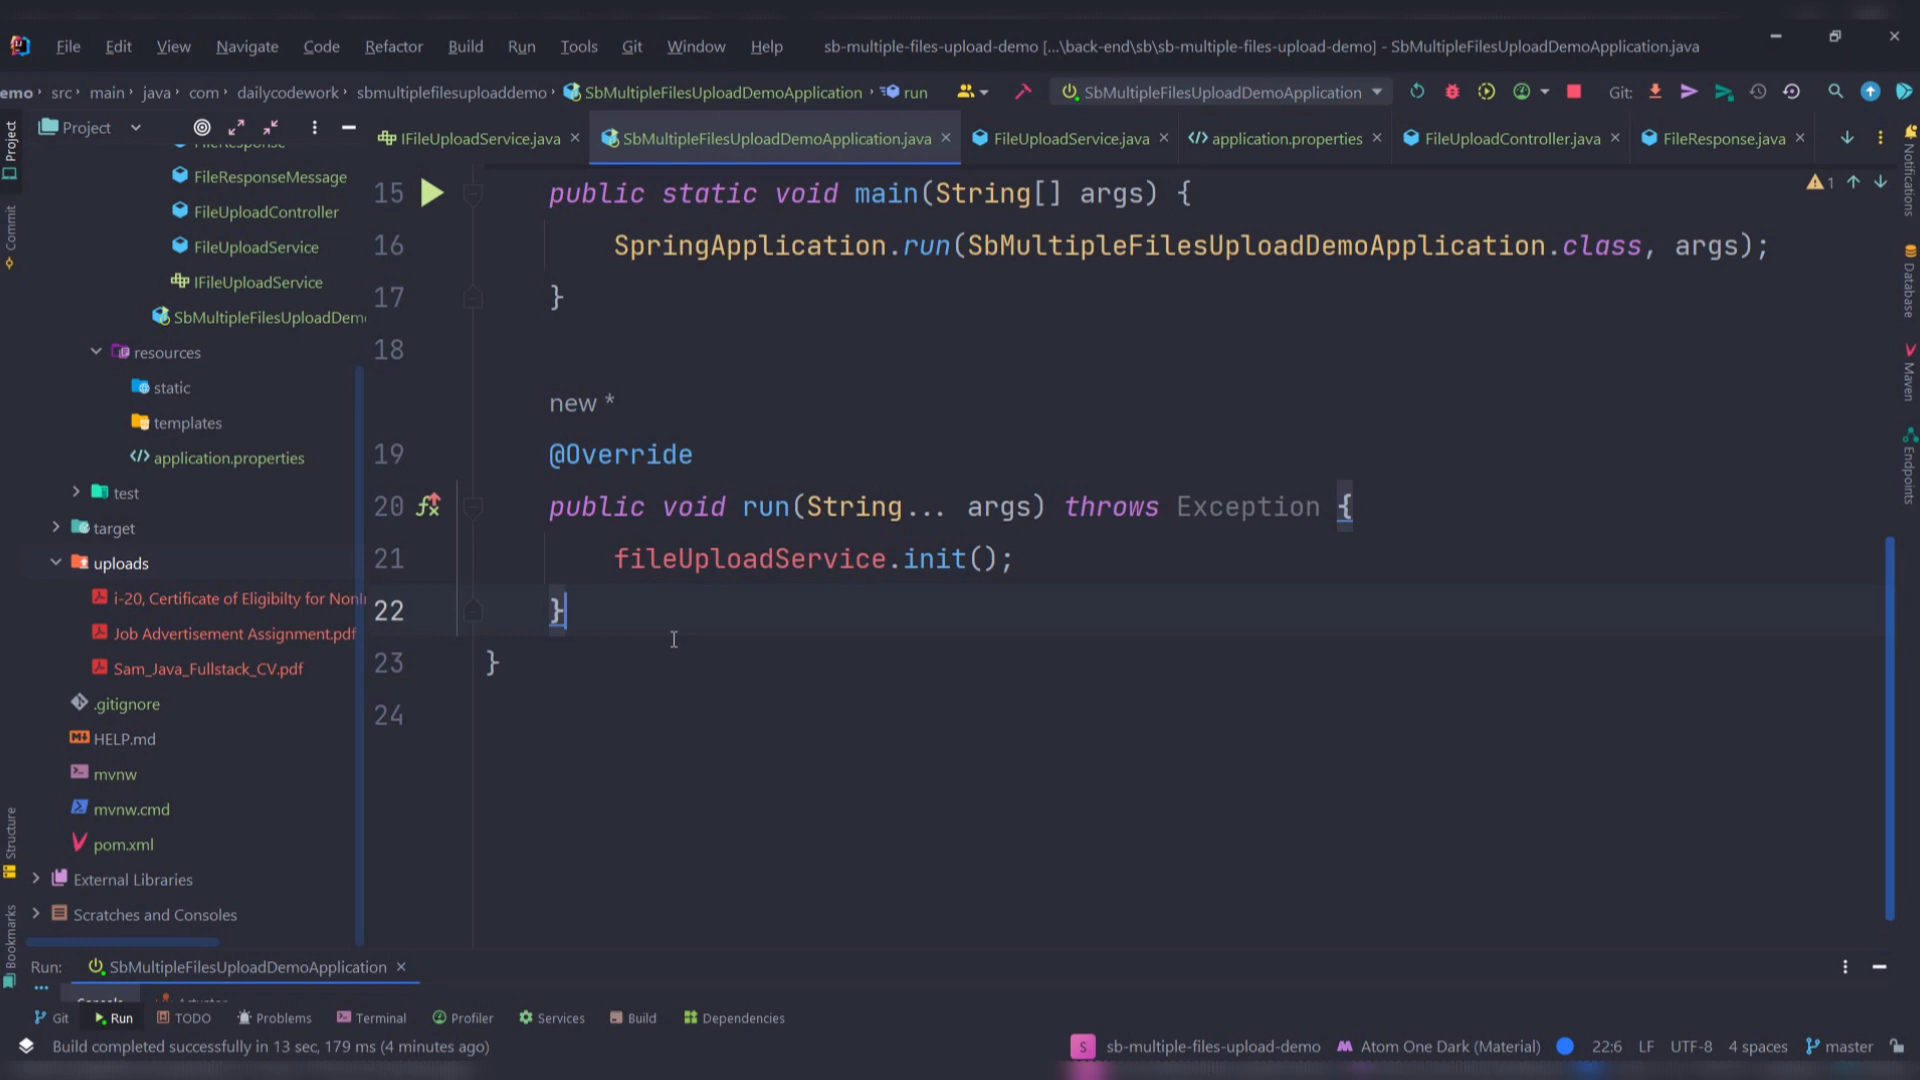 File Edit View Navigate Code Refactor Build Run Tools Git Window Help sb-multiple-files-upload-demo [...\back-end\sb\sb-multiple-files-upload-demo] - SbMultipleFilesUploadDemoApplication.java
emo src main java com dailycodework sbmultiplefilesuploaddemo SbMultipleFilesUploadDemoApplication run SbMultipleFilesUploadDemoApplication Git:
Project
IFileUploadService.java SbMultipleFilesUploadDemoApplication.java FileUploadService.java application.properties FileUploadController.java FileResponse.java
FileResponse
FileResponseMessage
FileUploadController
FileUploadService
IFileUploadService
SbMultipleFilesUploadDem
resources
static
templates
application.properties
test
target
uploads
i-20, Certificate of Eligibilty for NonI
Job Advertisement Assignment.pdf
Sam_Java_Fullstack_CV.pdf
.gitignore
HELP.md
mvnw
mvnw.cmd
pom.xml
External Libraries
Scratches and Consoles
15 public static void main(String[] args) {
16 SpringApplication.run(SbMultipleFilesUploadDemoApplication.class, args);
17 }
18
new *
19 @Override
20 public void run(String... args) throws Exception {
21 fileUploadService.init();
22 }
23 }
24
1
Project
Commit
Structure
Bookmarks
Notifications
Database
Maven
Endpoints
Run: SbMultipleFilesUploadDemoApplication
Console Actuator
Git Run TODO Problems Terminal Profiler Services Build Dependencies
Build completed successfully in 13 sec, 179 ms (4 minutes ago) S sb-multiple-files-upload-demo Atom One Dark (Material) 22:6 LF UTF-8 4 spaces master